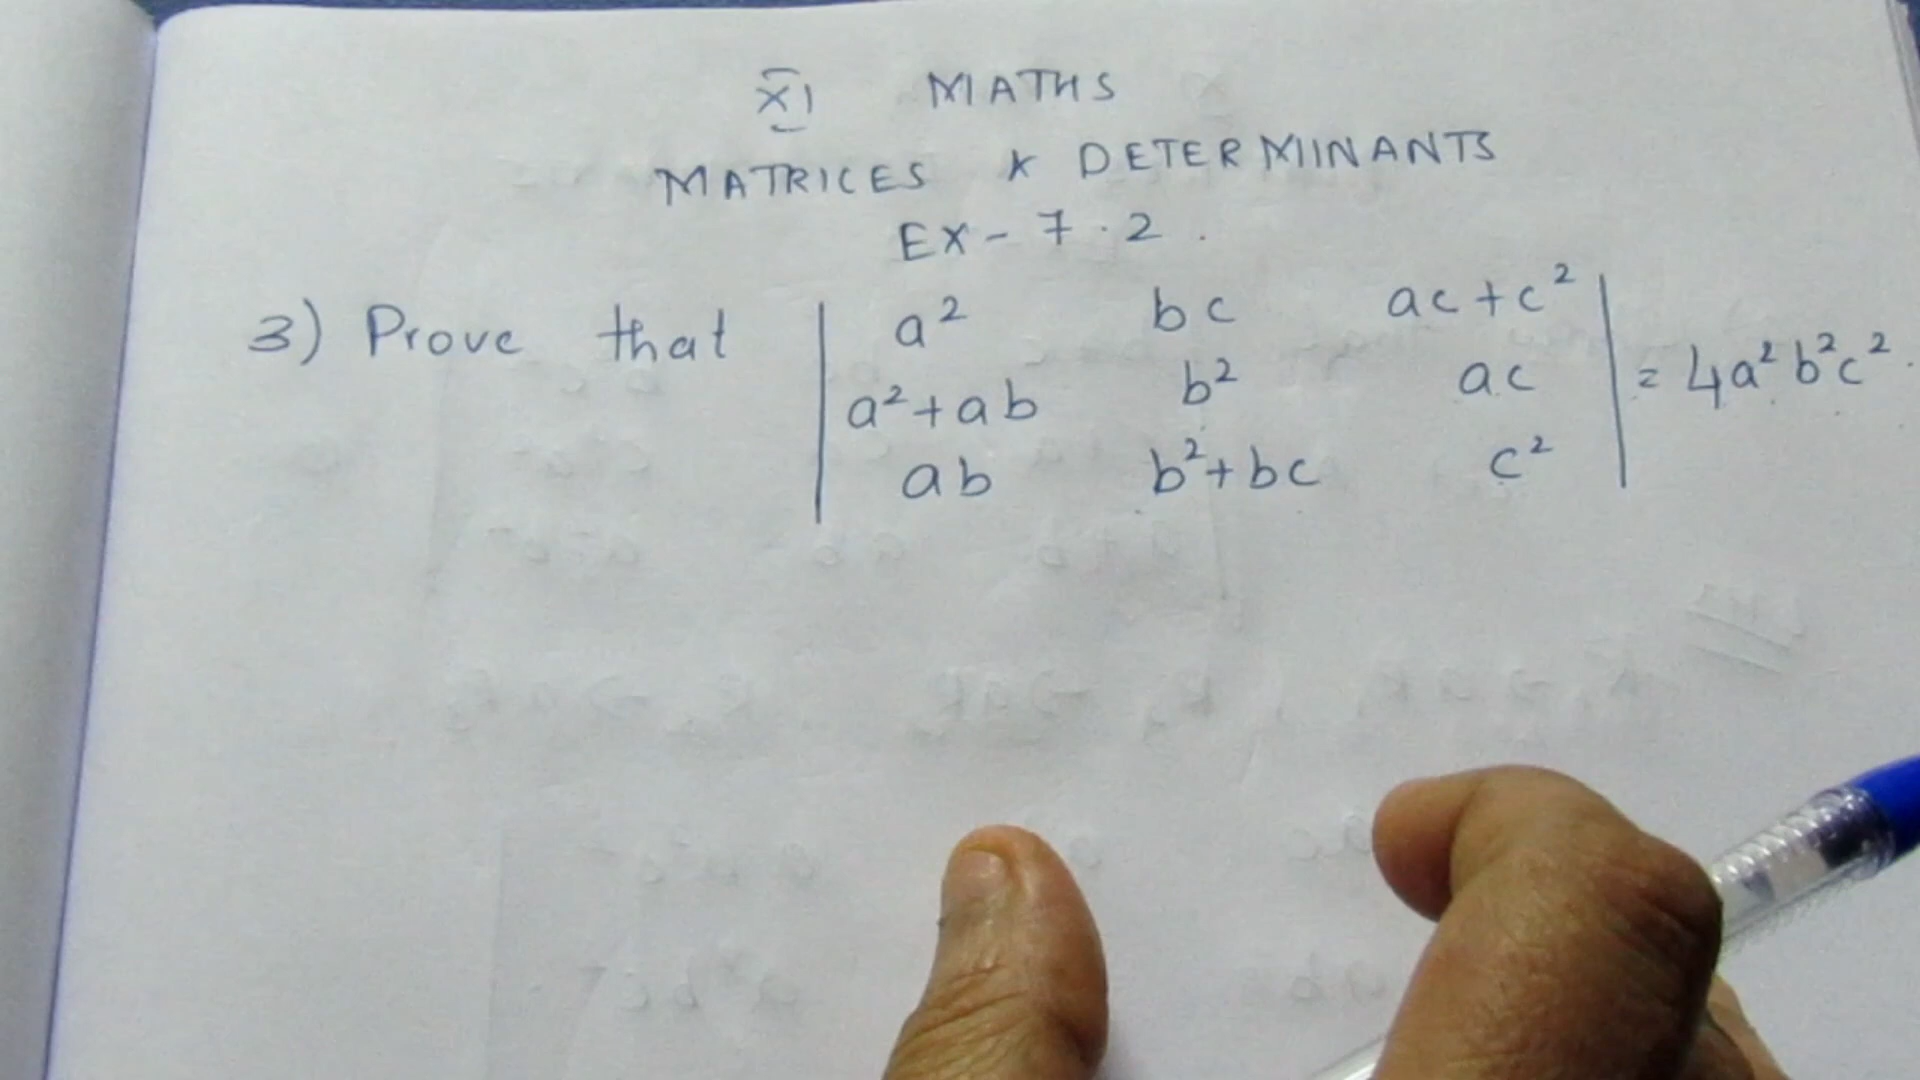 XI MATHS
MATRICES & DETERMINANTS
EX - 7.2.
3) Prove that | a² bc ac+c² |
| a²+ab b² ac | = 4a²b²c².
| ab b²+bc c² |